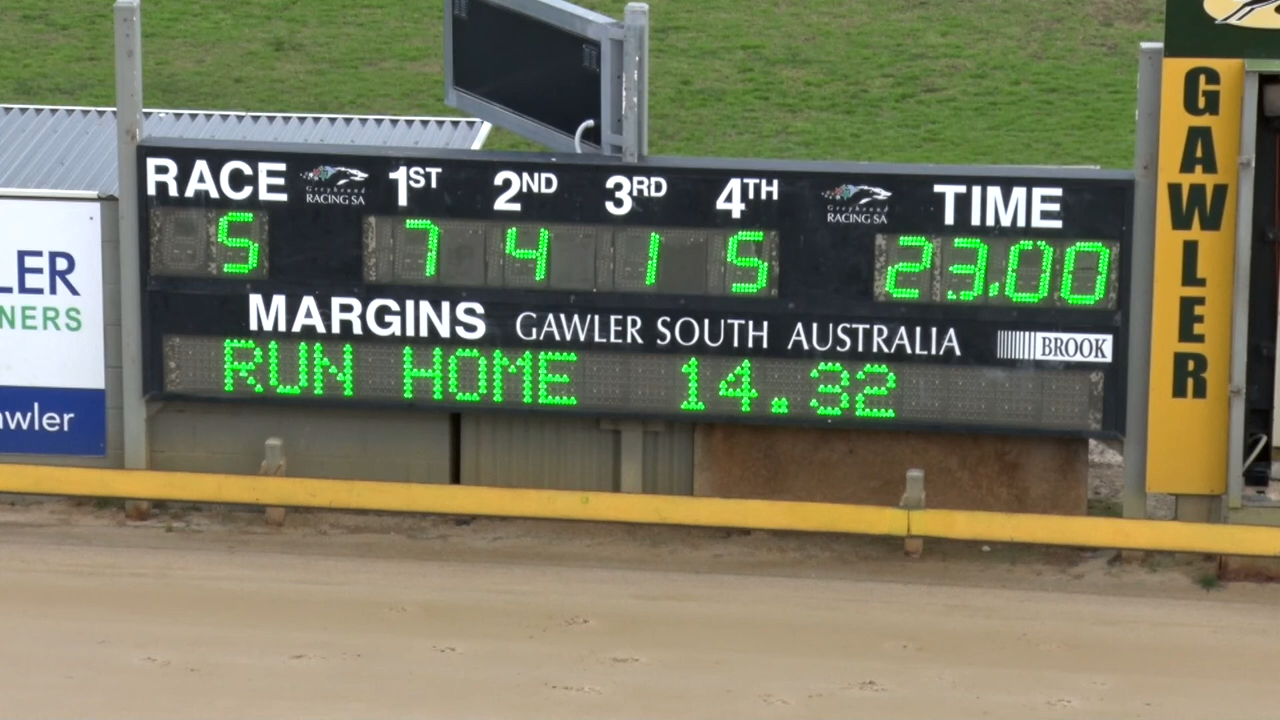 RACE Greyhound RACING SA 1ST 2ND 3RD 4TH Greyhound RACING SA TIME
5 7 4 1 5 23.00
MARGINS GAWLER SOUTH AUSTRALIA BROOK
RUN HOME 14.32
GAWLER
LER
NERS
awler